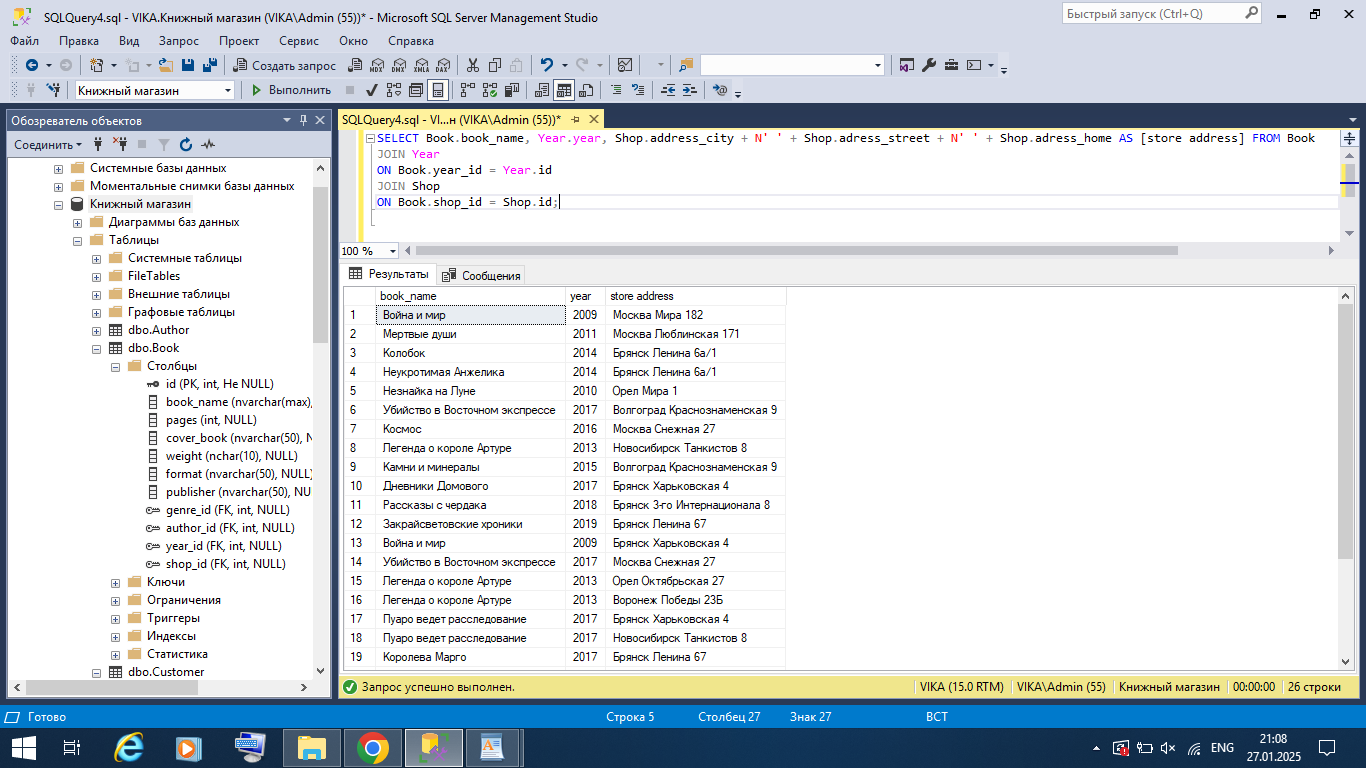 SQLQuery4.sql - VIKA.Книжный магазин (VIKA\Admin (55))* - Microsoft SQL Server Management Studio
Быстрый запуск (Ctrl+Q)
Файл Правка Вид Запрос Проект Сервис Окно Справка
Создать запрос MDX DMX XMLA DAX
Книжный магазин Выполнить
Обозреватель объектов
Соединить
Системные базы данных
Моментальные снимки базы данных
Книжный магазин
Диаграммы баз данных
Таблицы
Системные таблицы
FileTables
Внешние таблицы
Графовые таблицы
dbo.Author
dbo.Book
Столбцы
id (PK, int, Не NULL)
book_name (nvarchar(max),
pages (int, NULL)
cover_book (nvarchar(50), N
weight (nchar(10), NULL)
format (nvarchar(50), NULL)
publisher (nvarchar(50), NU
genre_id (FK, int, NULL)
author_id (FK, int, NULL)
year_id (FK, int, NULL)
shop_id (FK, int, NULL)
Ключи
Ограничения
Триггеры
Индексы
Статистика
dbo.Customer
SQLQuery4.sql - VI...н (VIKA\Admin (55))*
SELECT Book.book_name, Year.year, Shop.address_city + N' ' + Shop.adress_street + N' ' + Shop.adress_home AS [store address] FROM Book
JOIN Year
ON Book.year_id = Year.id
JOIN Shop
ON Book.shop_id = Shop.id;
100 %
Результаты Сообщения
book_name year store address
1 Война и мир 2009 Москва Мира 182
2 Мертвые души 2011 Москва Люблинская 171
3 Колобок 2014 Брянск Ленина 6а/1
4 Неукротимая Анжелика 2014 Брянск Ленина 6а/1
5 Незнайка на Луне 2010 Орел Мира 1
6 Убийство в Восточном экспрессе 2017 Волгоград Краснознаменская 9
7 Космос 2016 Москва Снежная 27
8 Легенда о короле Артуре 2013 Новосибирск Танкистов 8
9 Камни и минералы 2015 Волгоград Краснознаменская 9
10 Дневники Домового 2017 Брянск Харьковская 4
11 Рассказы с чердака 2018 Брянск 3-го Интернационала 8
12 Закрайсветовские хроники 2019 Брянск Ленина 67
13 Война и мир 2009 Брянск Харьковская 4
14 Убийство в Восточном экспрессе 2017 Москва Снежная 27
15 Легенда о короле Артуре 2013 Орел Октябрьская 27
16 Легенда о короле Артуре 2013 Воронеж Победы 23Б
17 Пуаро ведет расследование 2017 Брянск Харьковская 4
18 Пуаро ведет расследование 2017 Новосибирск Танкистов 8
19 Королева Марго 2017 Брянск Ленина 67
Запрос успешно выполнен. VIKA (15.0 RTM) VIKA\Admin (55) Книжный магазин 00:00:00 26 строки
Готово Строка 5 Столбец 27 Знак 27 ВСТ
ENG 21:08
27.01.2025